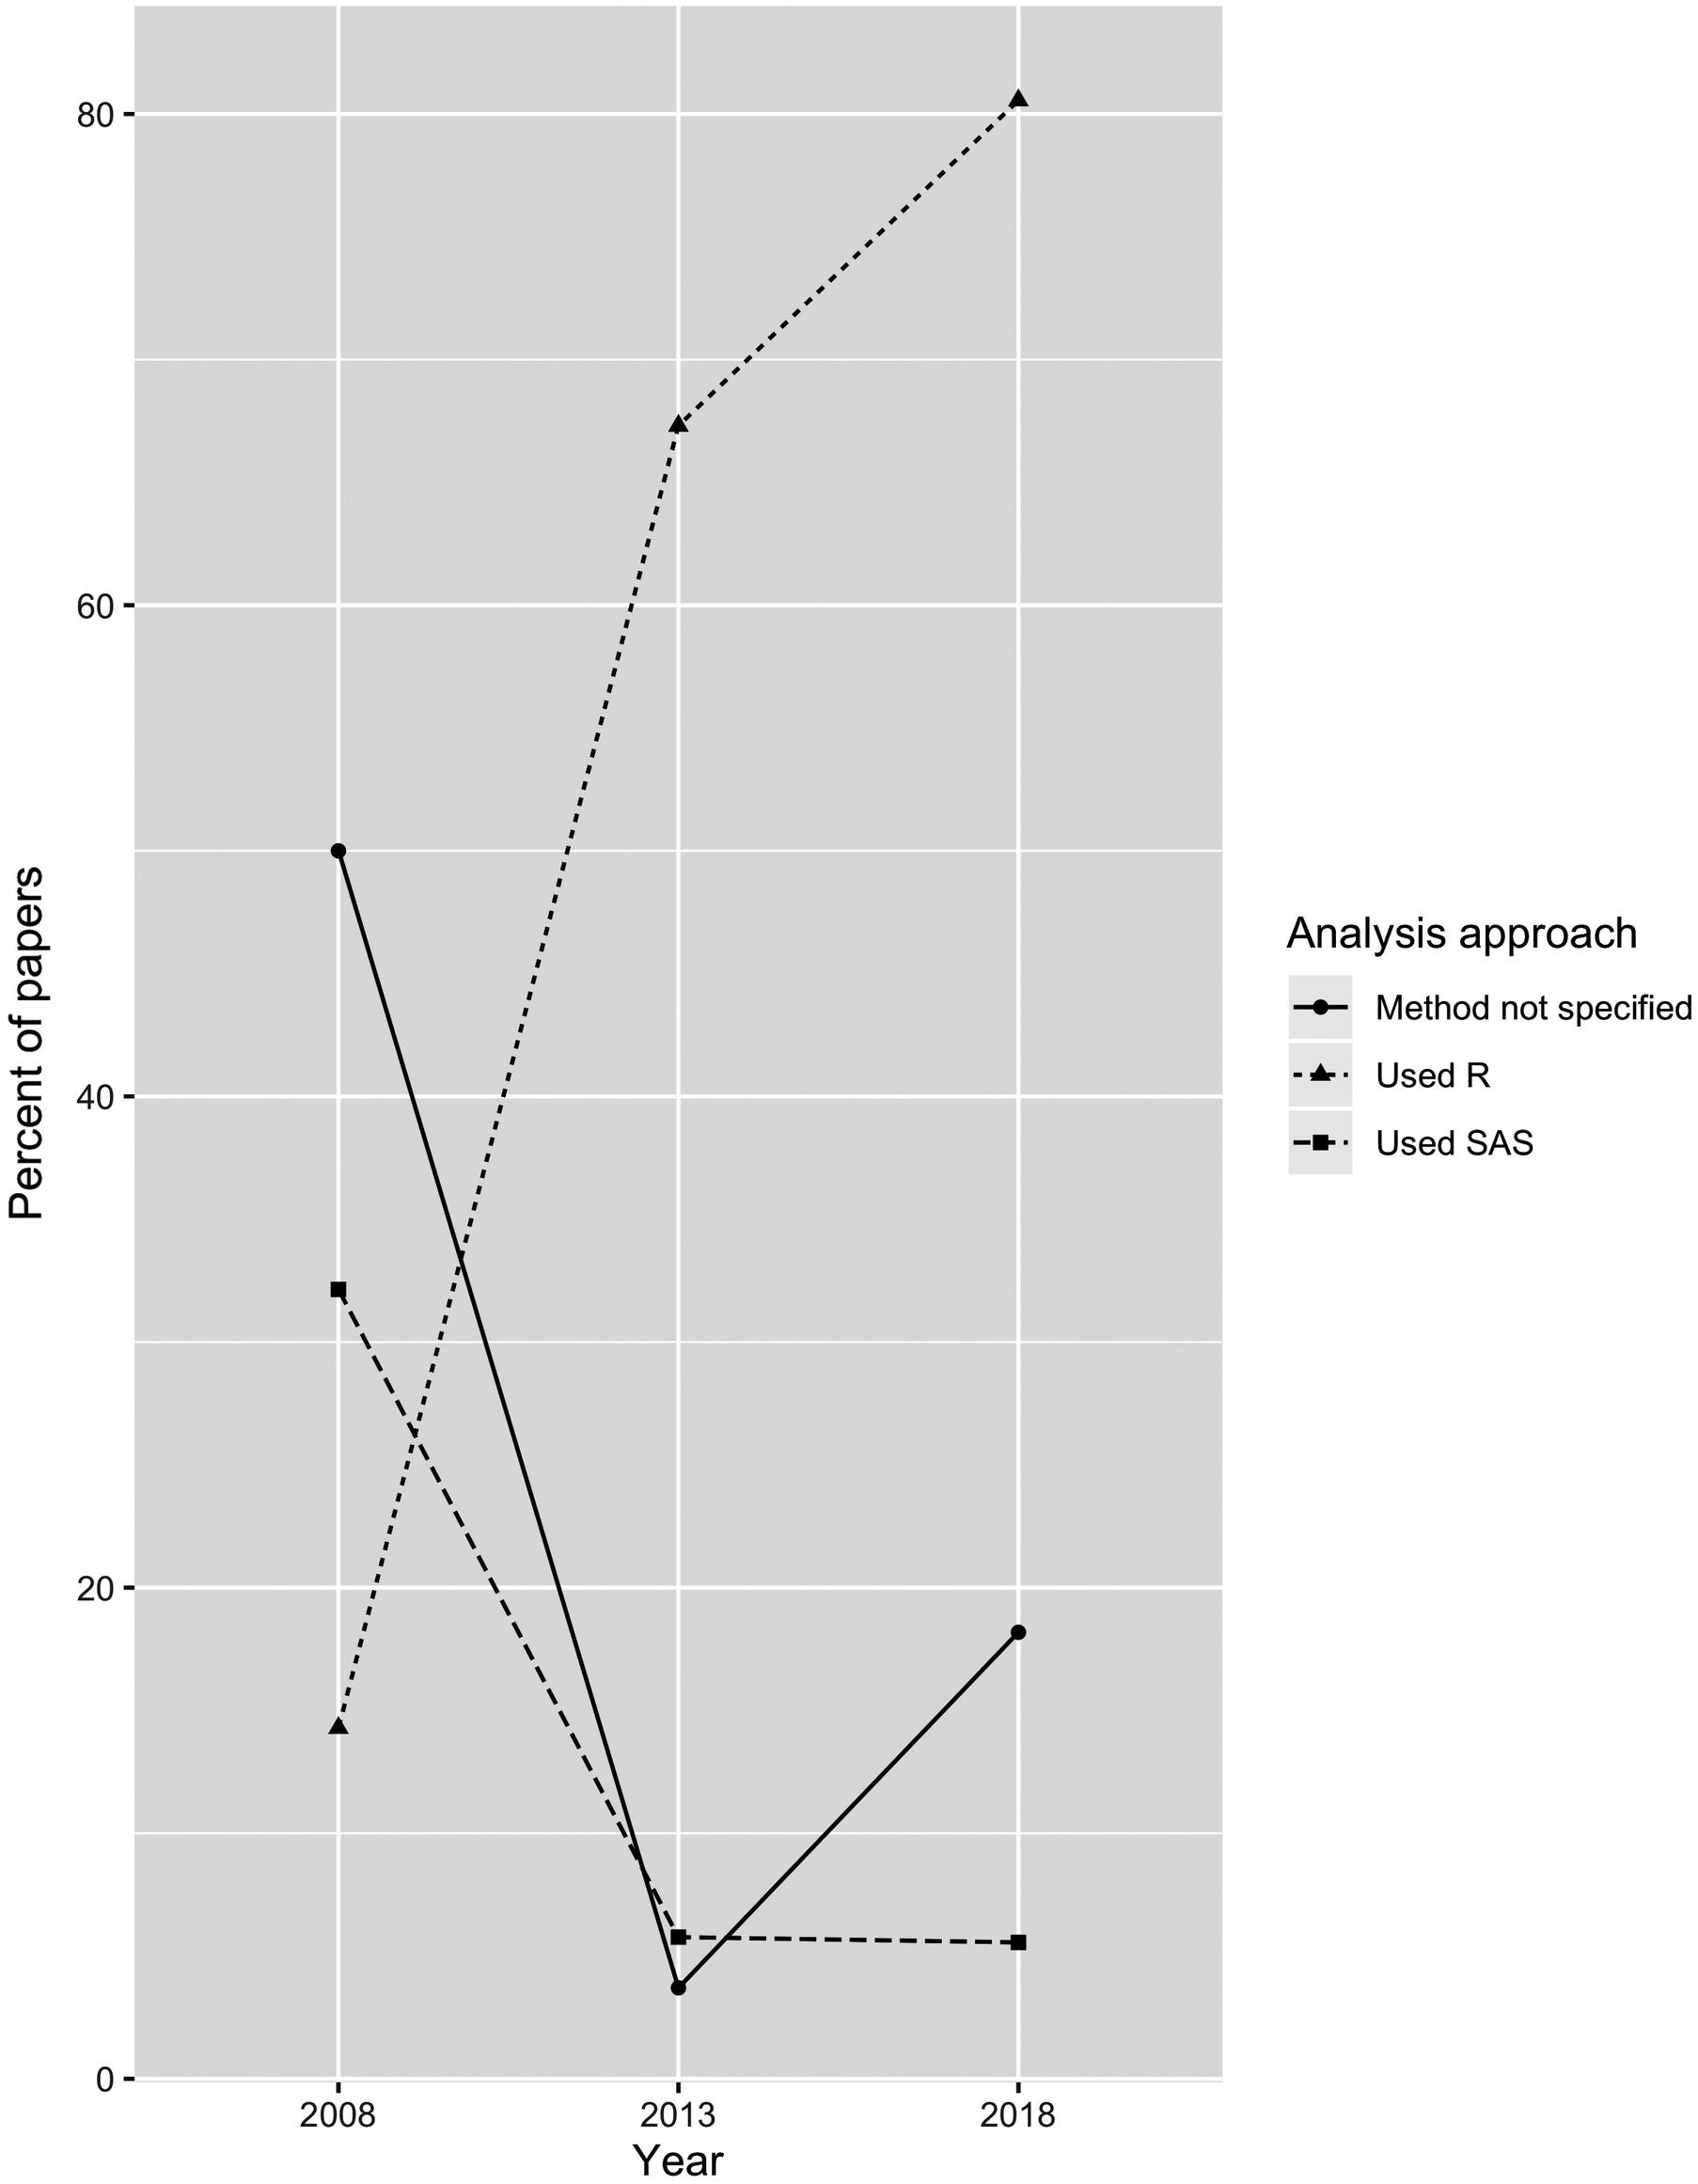 80
60
40
20
0
Percent of papers
2008 2013 2018
Year
Analysis approach
Method not specified
Used R
Used SAS